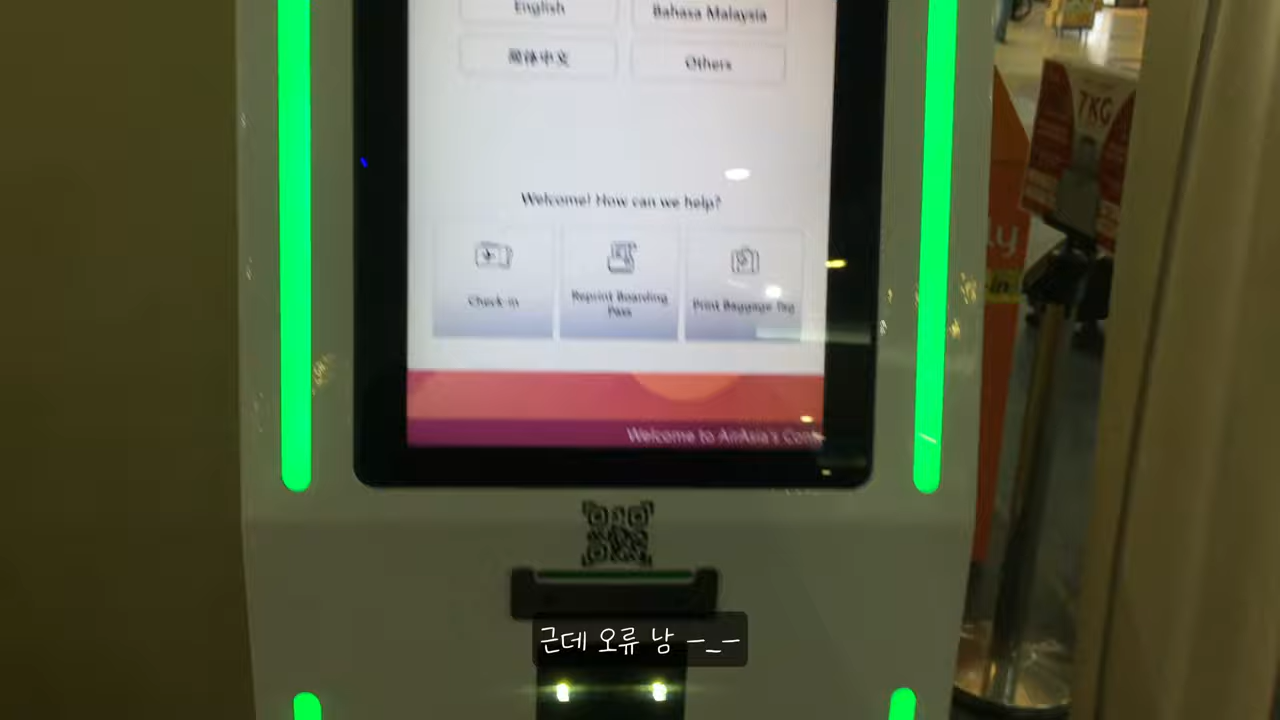 English
Bahasa Malaysia
简体中文
Others
Welcome! How can we help?
Check-in
Reprint Boarding
Pass
Print Baggage Tag
Welcome to AirAsia's
7KG
근데 오류 남 -_-